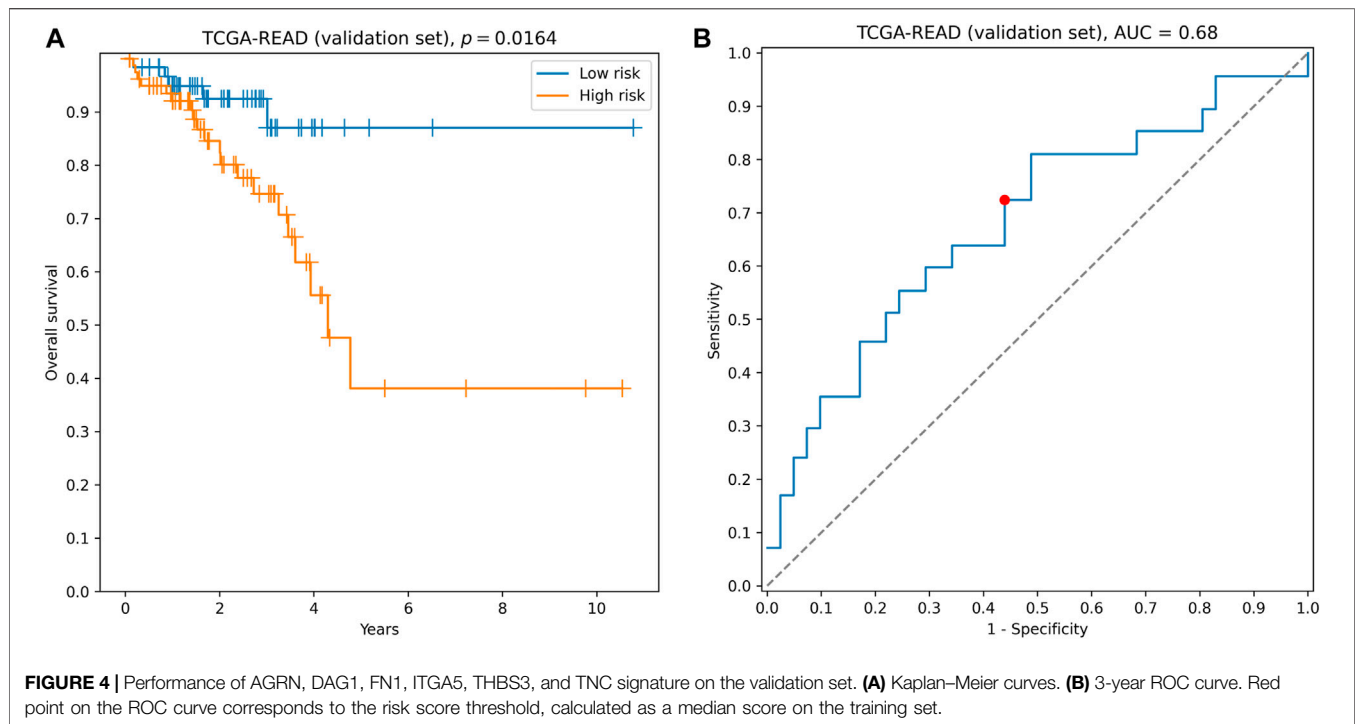 A
TCGA-READ (validation set), p = 0.0164
Low risk
High risk
Overall survival
0.9
0.8
0.7
0.6
0.5
0.4
0.3
0.2
0.1
0.0
0 2 4 6 8 10
Years
B
TCGA-READ (validation set), AUC = 0.68
Sensitivity
1.0
0.9
0.8
0.7
0.6
0.5
0.4
0.3
0.2
0.1
0.0
0.0 0.1 0.2 0.3 0.4 0.5 0.6 0.7 0.8 0.9 1.0
1 - Specificity
FIGURE 4 | Performance of AGRN, DAG1, FN1, ITGA5, THBS3, and TNC signature on the validation set. (A) Kaplan–Meier curves. (B) 3-year ROC curve. Red
point on the ROC curve corresponds to the risk score threshold, calculated as a median score on the training set.